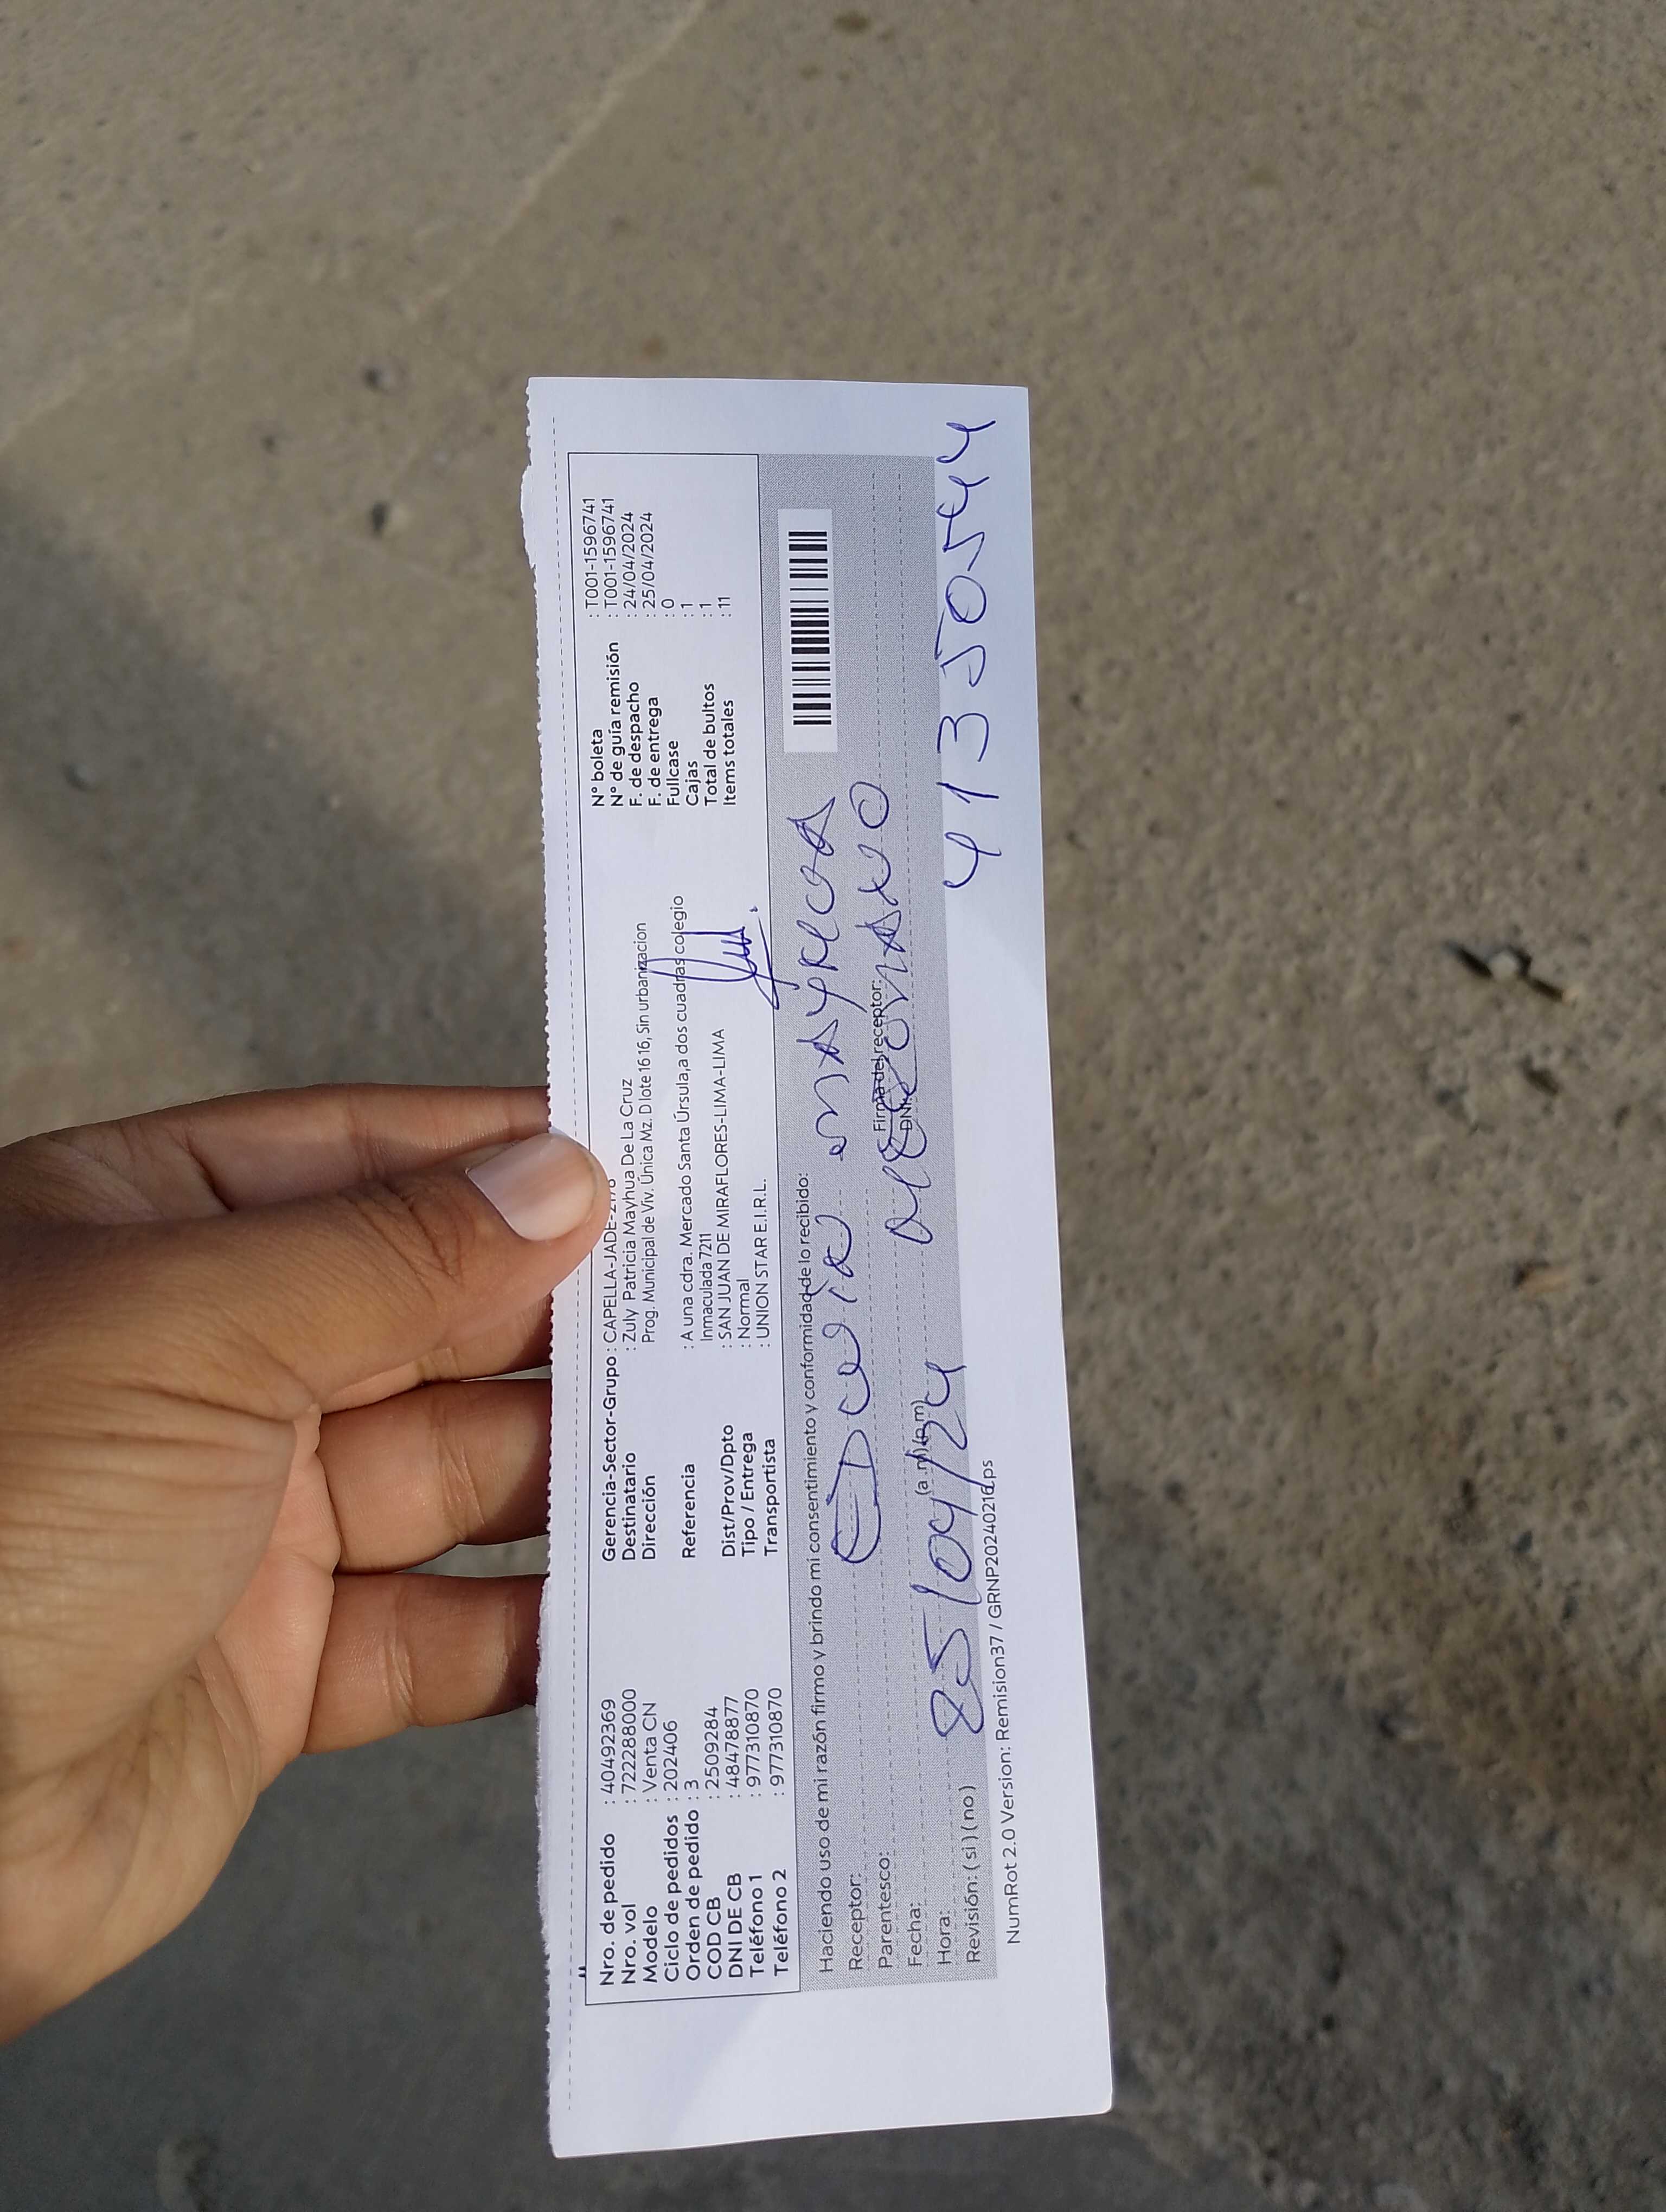 Nro. de pedido : 40492369
Nro. vol : 722288000
Modelo : Venta CN
Ciclo de pedidos : 202406
Orden de pedido : 3
COD CB : 2509284
DNI DE CB : 48478877
Teléfono 1 : 977310870
Teléfono 2 : 977310870
Gerencia-Sector-Grupo : CAPELLA-JADE-
Destinatario : Zuly Patricia Mayhua De La Cruz
Dirección Prog. Municipal de Viv. Única Mz. D lote 16 16, Sin urbanizacion
Referencia : A una cdra. Mercado Santa Úrsula,a dos cuadras colegio
Inmaculada 7211
Dist/Prov/Dpto : SAN JUAN DE MIRAFLORES-LIMA-LIMA
Tipo / Entrega : Normal
Transportista : UNION STAR E.I.R.L.
N° boleta : T001-1596741
N° de guía remisión : T001-1596741
F. de despacho : 24/04/2024
F. de entrega : 25/04/2024
Fullcase : 0
Cajas : 1
Total de bultos : 1
Items totales : 11
Haciendo uso de mi razón firmo y brindo mi consentimiento y conformidad de lo recibido:
Receptor:
Parentesco: Firma del receptor:
Fecha: DNI:
Hora: (a.m)(p.m) 41350544
Revisión: (si) (no)
NumRot 2.0 Version: Remision37 / GRNP20240216.ps